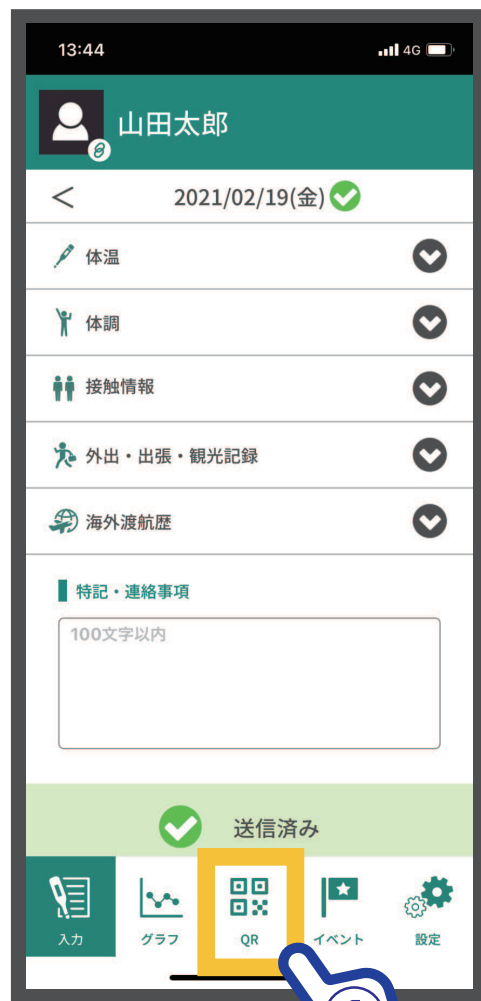 13:44
4G
山田太郎
< 2021/02/19(金)
体温
体調
接触情報
外出・出張・観光記録
海外渡航歴
特記・連絡事項
100文字以内
送信済み
入力 グラフ QR イベント 設定